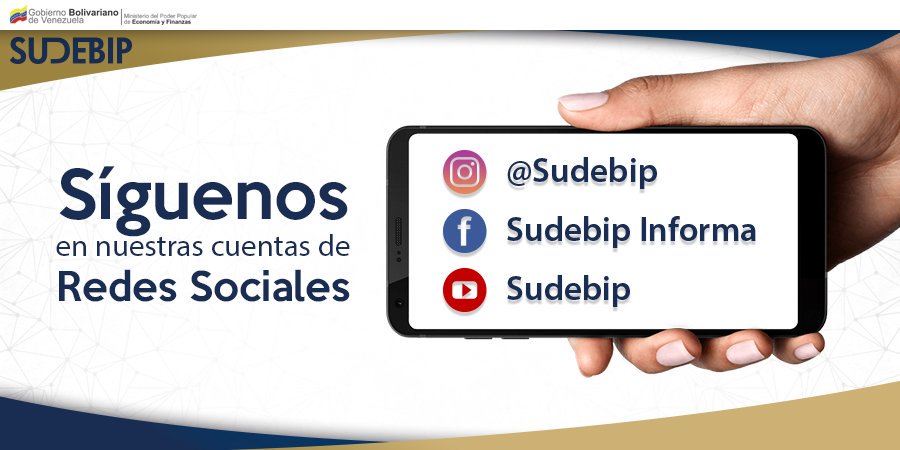 Gobierno Bolivariano
de Venezuela
Ministerio del Poder Popular
de Economía y Finanzas
SUDEBIP
Síguenos
en nuestras cuentas de
Redes Sociales
@Sudebip
Sudebip Informa
Sudebip